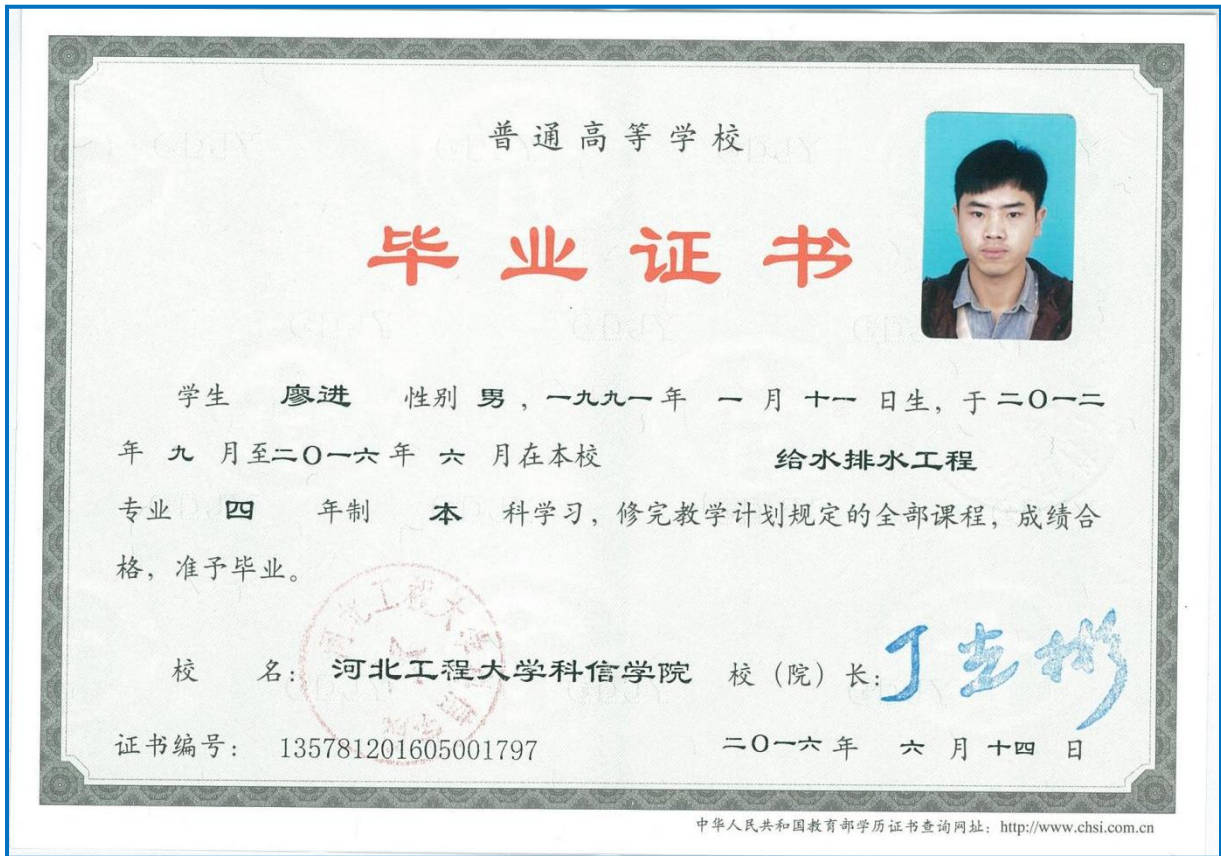 普通高等学校
毕业证书
学生 廖进 性别 男，一九九一年 一 月 十一 日生，于二〇一二
年 九 月至二〇一六年 六 月在本校 给水排水工程
专业 四 年制 本 科学习，修完教学计划规定的全部课程，成绩合
格，准予毕业。
校 名：河北工程大学科信学院 校（院）长：
证书编号：135781201605001797 二〇一六年 六 月 十四 日
中华人民共和国教育部学历证书查询网址：http://www.chsi.com.cn